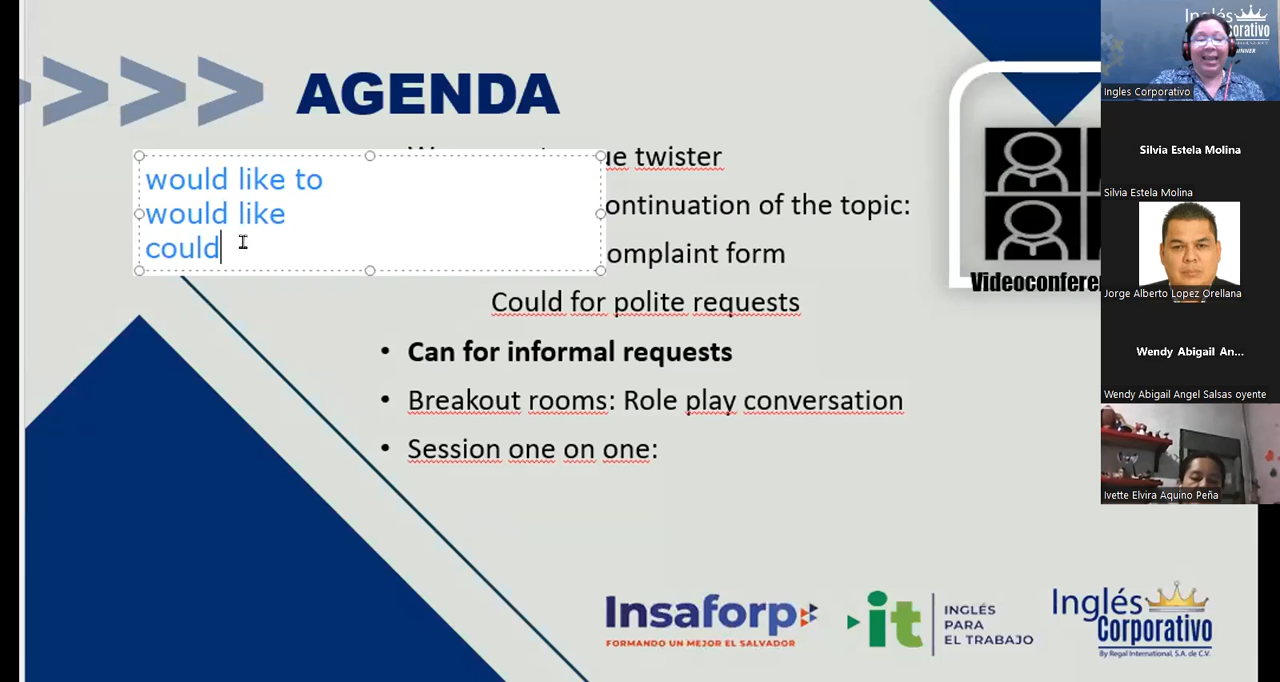 AGENDA
ue twister
would like to
would like
could
ontinuation of the topic:
omplaint form
Could for polite requests
• Can for informal requests
• Breakout rooms: Role play conversation
• Session one on one:
Videoconferen
Insaforp
FORMANDO UN MEJOR EL SALVADOR
it
INGLÉS
PARA
EL TRABAJO
Inglés
Corporativo
By Regal International, S.A. de C.V.
Ingles Corporativo
Silvia Estela Molina
Silvia Estela Molina
Jorge Alberto Lopez Orellana
Wendy Abigail An...
Wendy Abigail Angel Salsas oyente
Ivette Elvira Aquino Peña